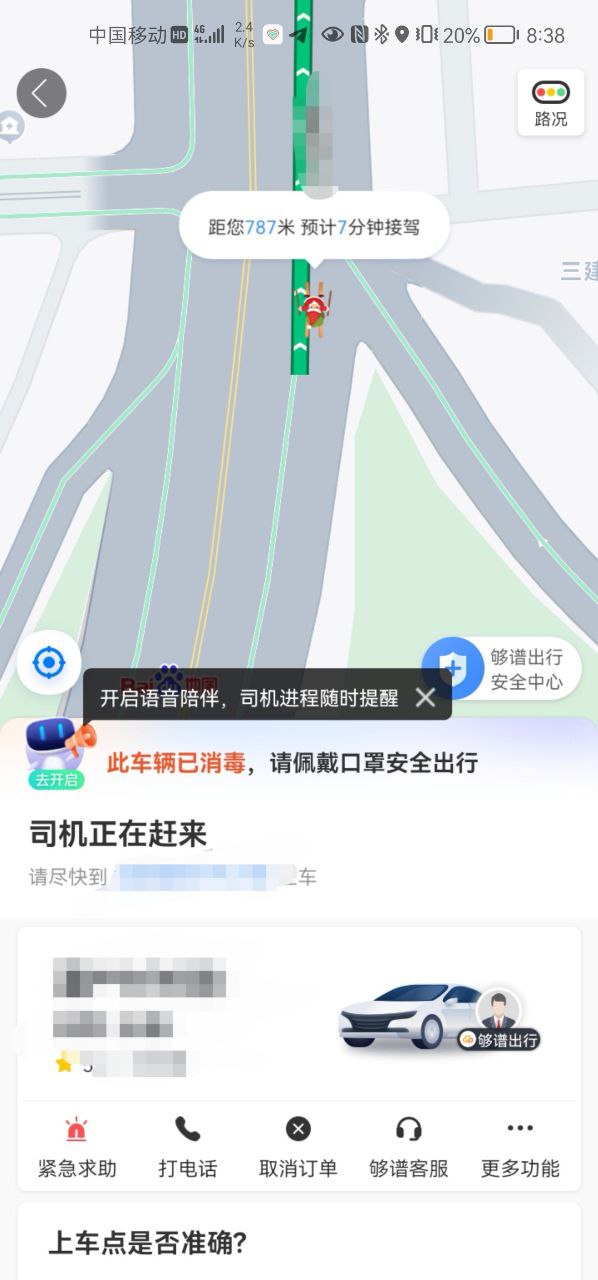 中国移动 HD 4G 2.4 K/s 20% 8:38
路况
距您787米 预计7分钟接驾
三建
够谱出行
安全中心
Bai 地图
开启语音陪伴，司机进程随时提醒
去开启
此车辆已消毒，请佩戴口罩安全出行
司机正在赶来
请尽快到
车
5
够谱出行
紧急求助 打电话 取消订单 够谱客服 更多功能
上车点是否准确？